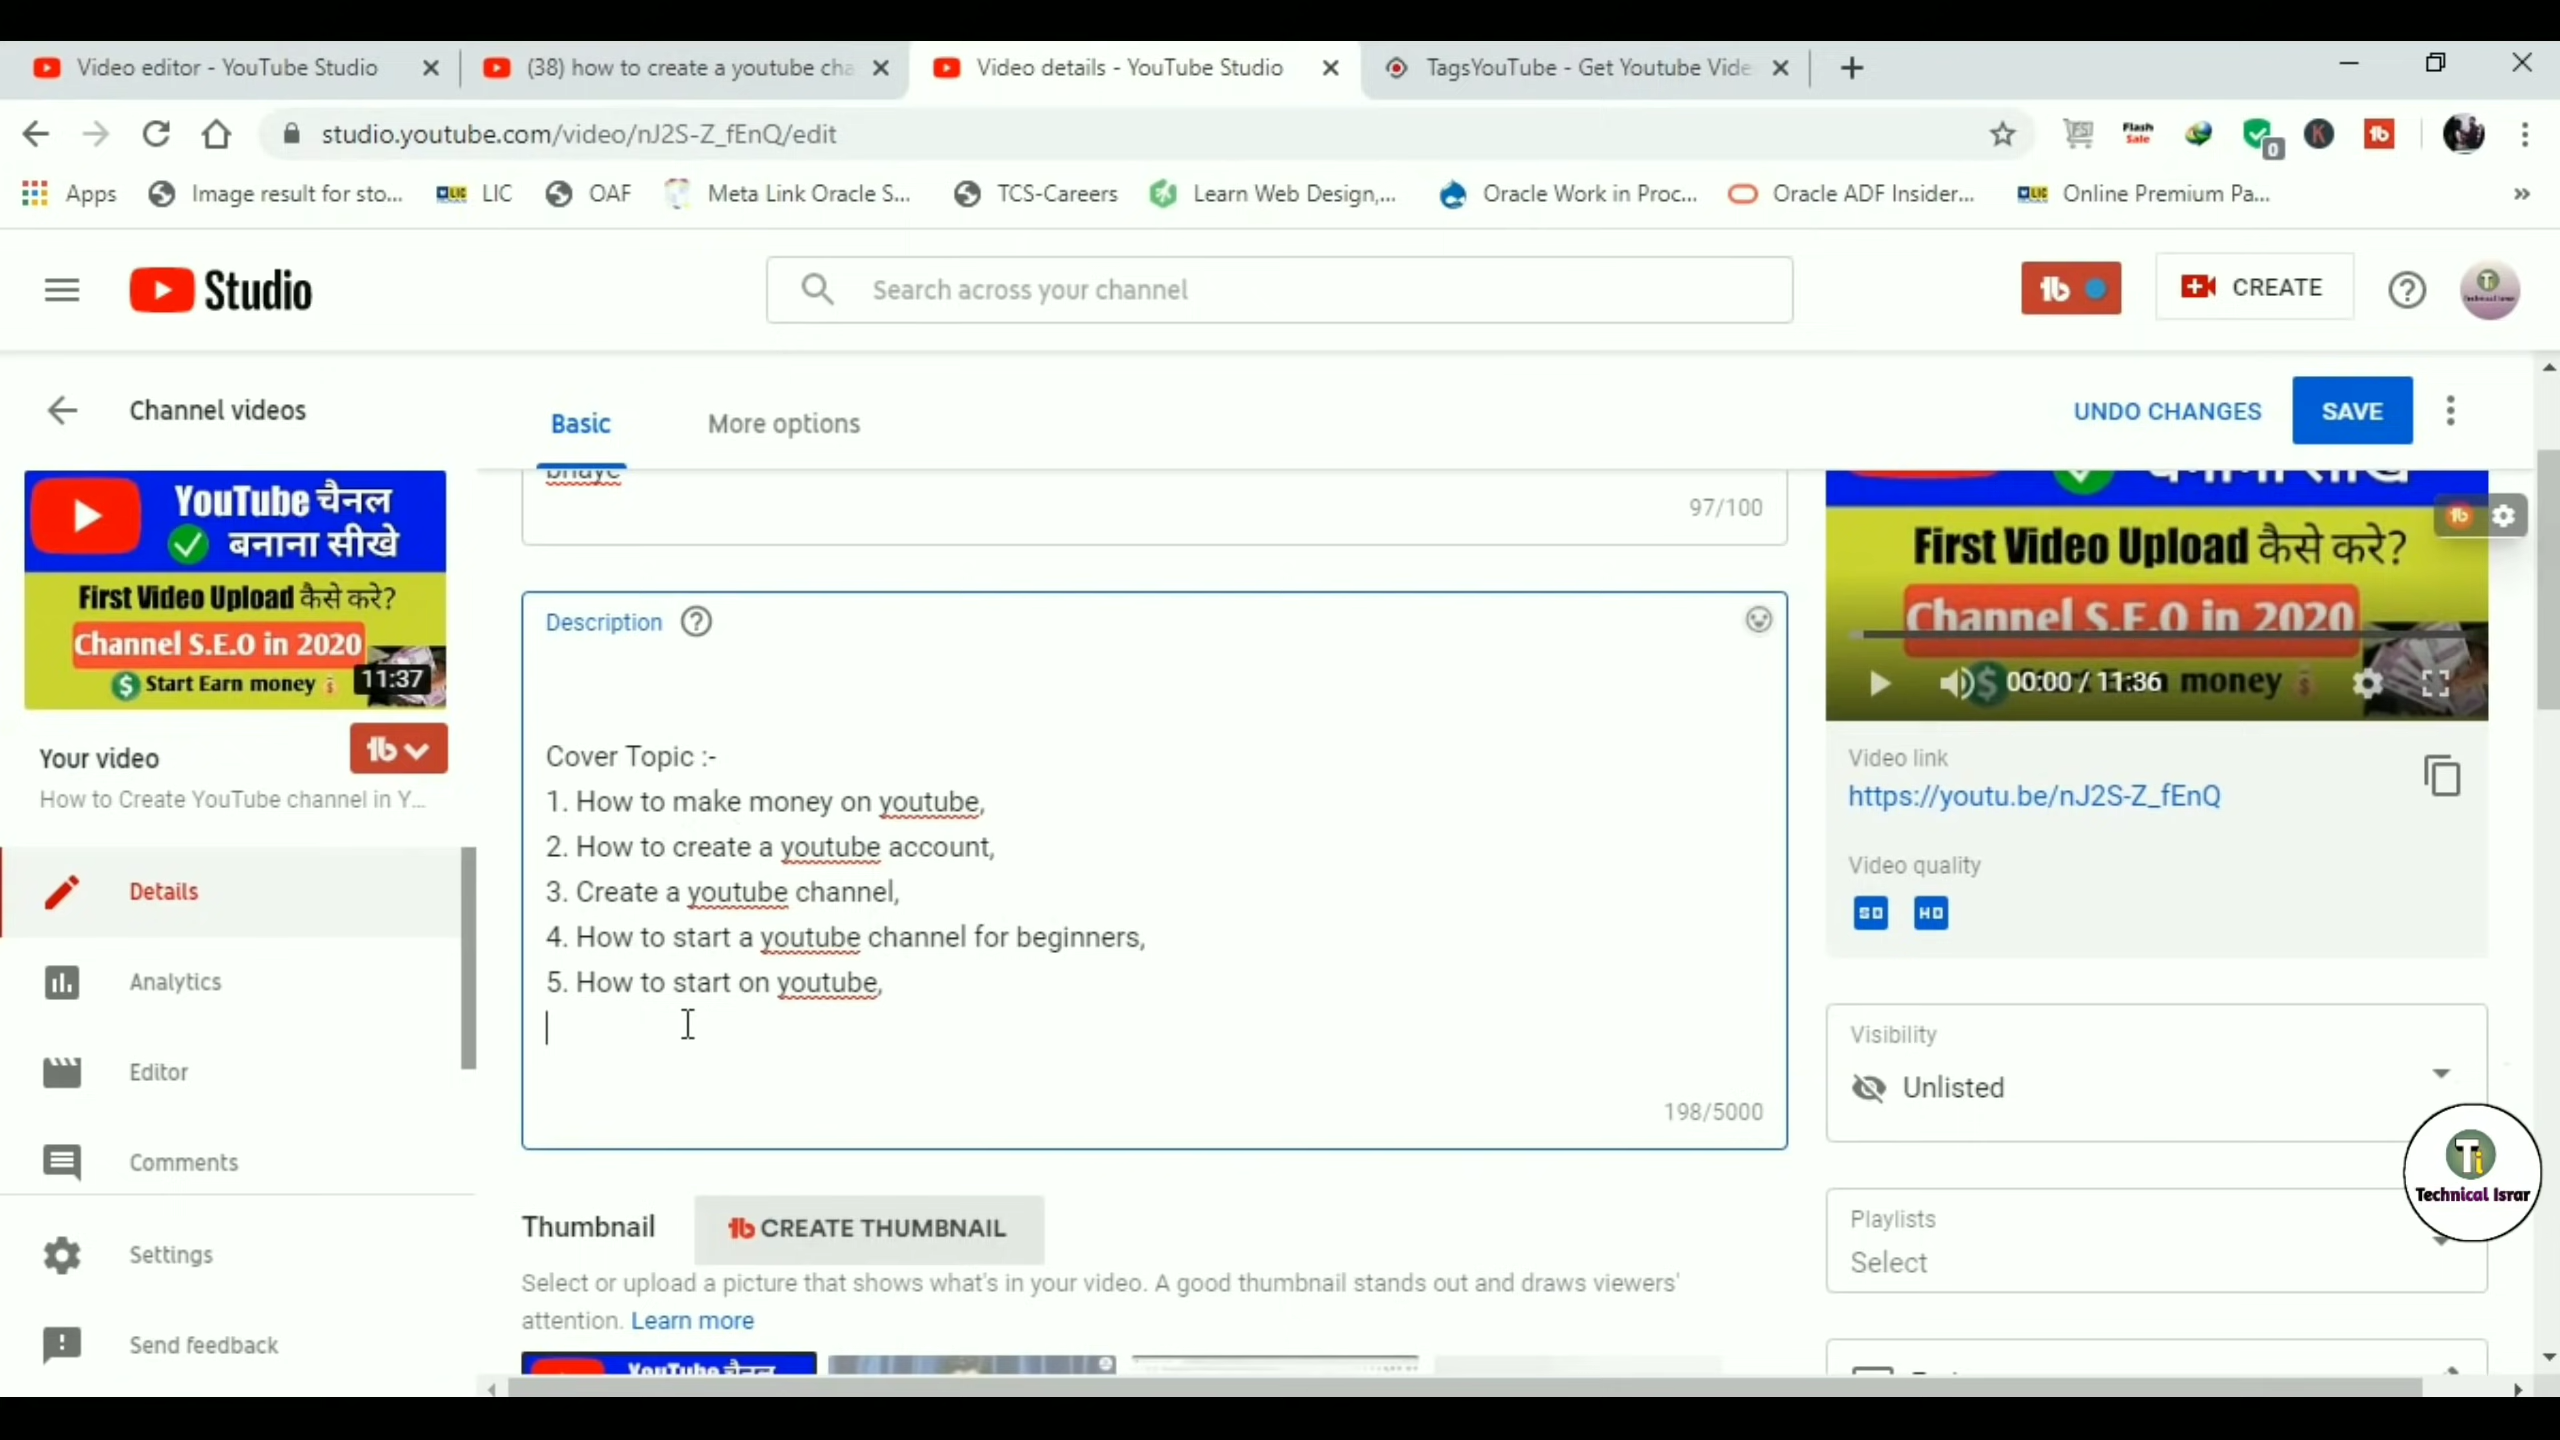 Video editor - YouTube Studio
(38) how to create a youtube cha
Video details - YouTube Studio
TagsYouTube - Get Youtube Vide
studio.youtube.com/video/nJ2S-Z_fEnQ/edit
Flash Sale
0
K
Apps
Image result for sto...
LIC
OAF
Meta Link Oracle S...
TCS-Careers
Learn Web Design,...
Oracle Work in Proc...
Oracle ADF Insider...
Online Premium Pa...
»
Studio
Search across your channel
CREATE
Channel videos
Basic
More options
UNDO CHANGES
SAVE
YouTube चैनल
बनाना सीखे
First Video Upload कैसे करे?
Channel S.E.O in 2020
Start Earn money
11:37
Your video
How to Create YouTube channel in Y...
Details
Analytics
Editor
Comments
Settings
Send feedback
bhaye
97/100
Description
Cover Topic :-
1. How to make money on youtube,
2. How to create a youtube account,
3. Create a youtube channel,
4. How to start a youtube channel for beginners,
5. How to start on youtube,
198/5000
Thumbnail
CREATE THUMBNAIL
Select or upload a picture that shows what's in your video. A good thumbnail stands out and draws viewers'
attention. Learn more
YouTube चैनल
बनाना सीखे
First Video Upload कैसे करे?
Channel S.E.O in 2020
00:00 / 11:36 money
Video link
https://youtu.be/nJ2S-Z_fEnQ
Video quality
SD HD
Visibility
Unlisted
Ti
Technical Israr
Playlists
Select